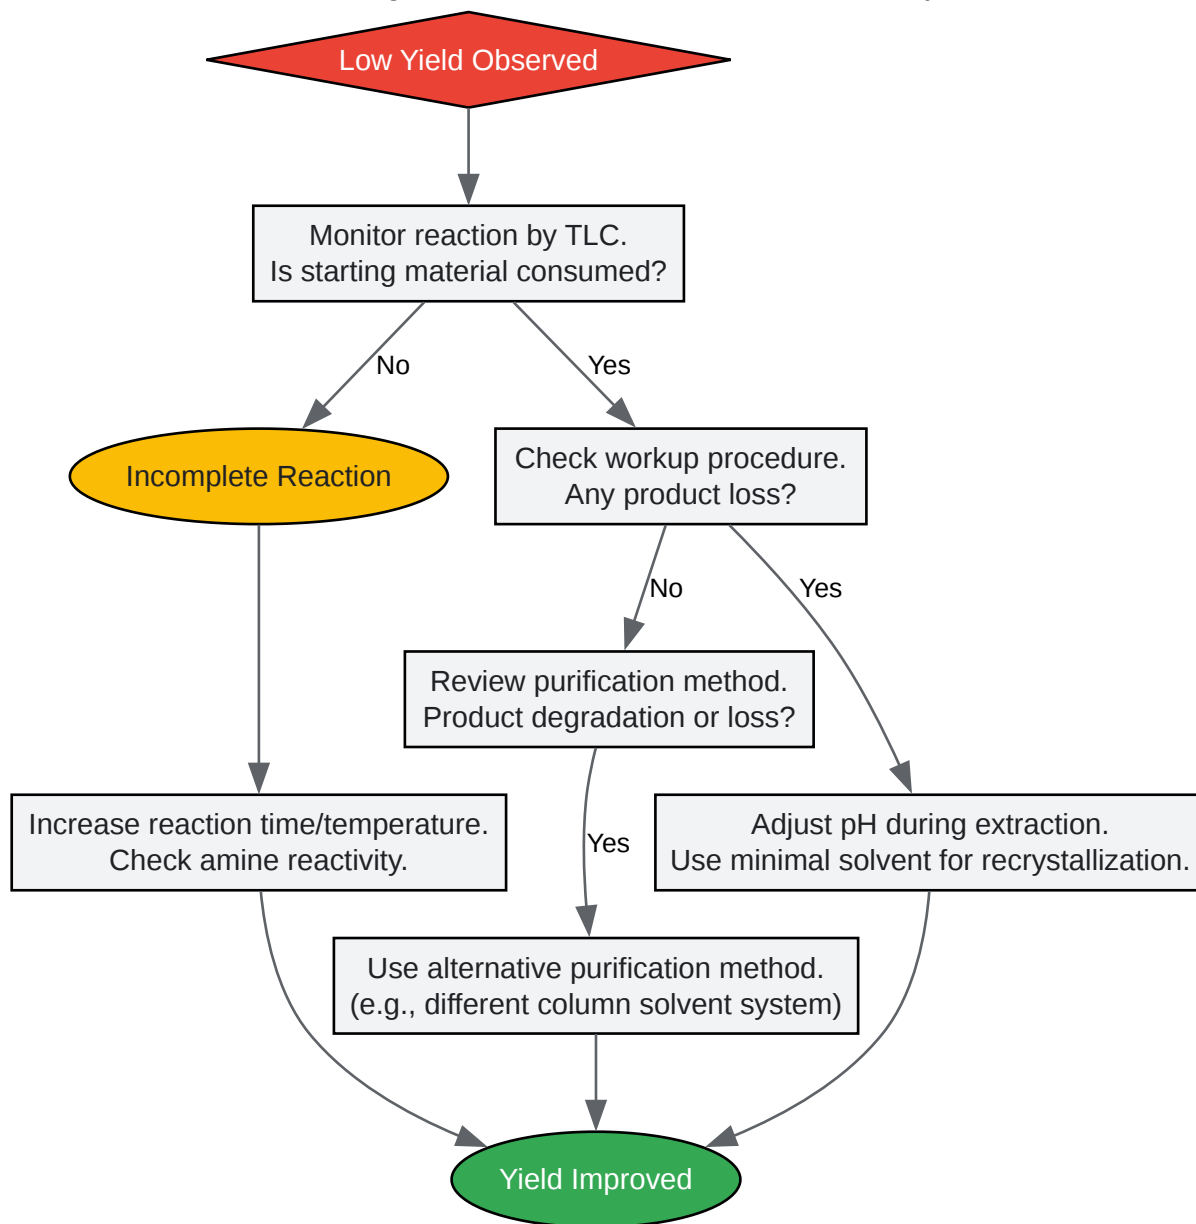 Low Yield Observed
Monitor reaction by TLC.
Is starting material consumed?
No
Yes
Incomplete Reaction
Check workup procedure.
Any product loss?
No
Yes
Review purification method.
Product degradation or loss?
Increase reaction time/temperature.
Check amine reactivity.
Yes
Adjust pH during extraction.
Use minimal solvent for recrystallization.
Use alternative purification method.
(e.g., different column solvent system)
Yield Improved